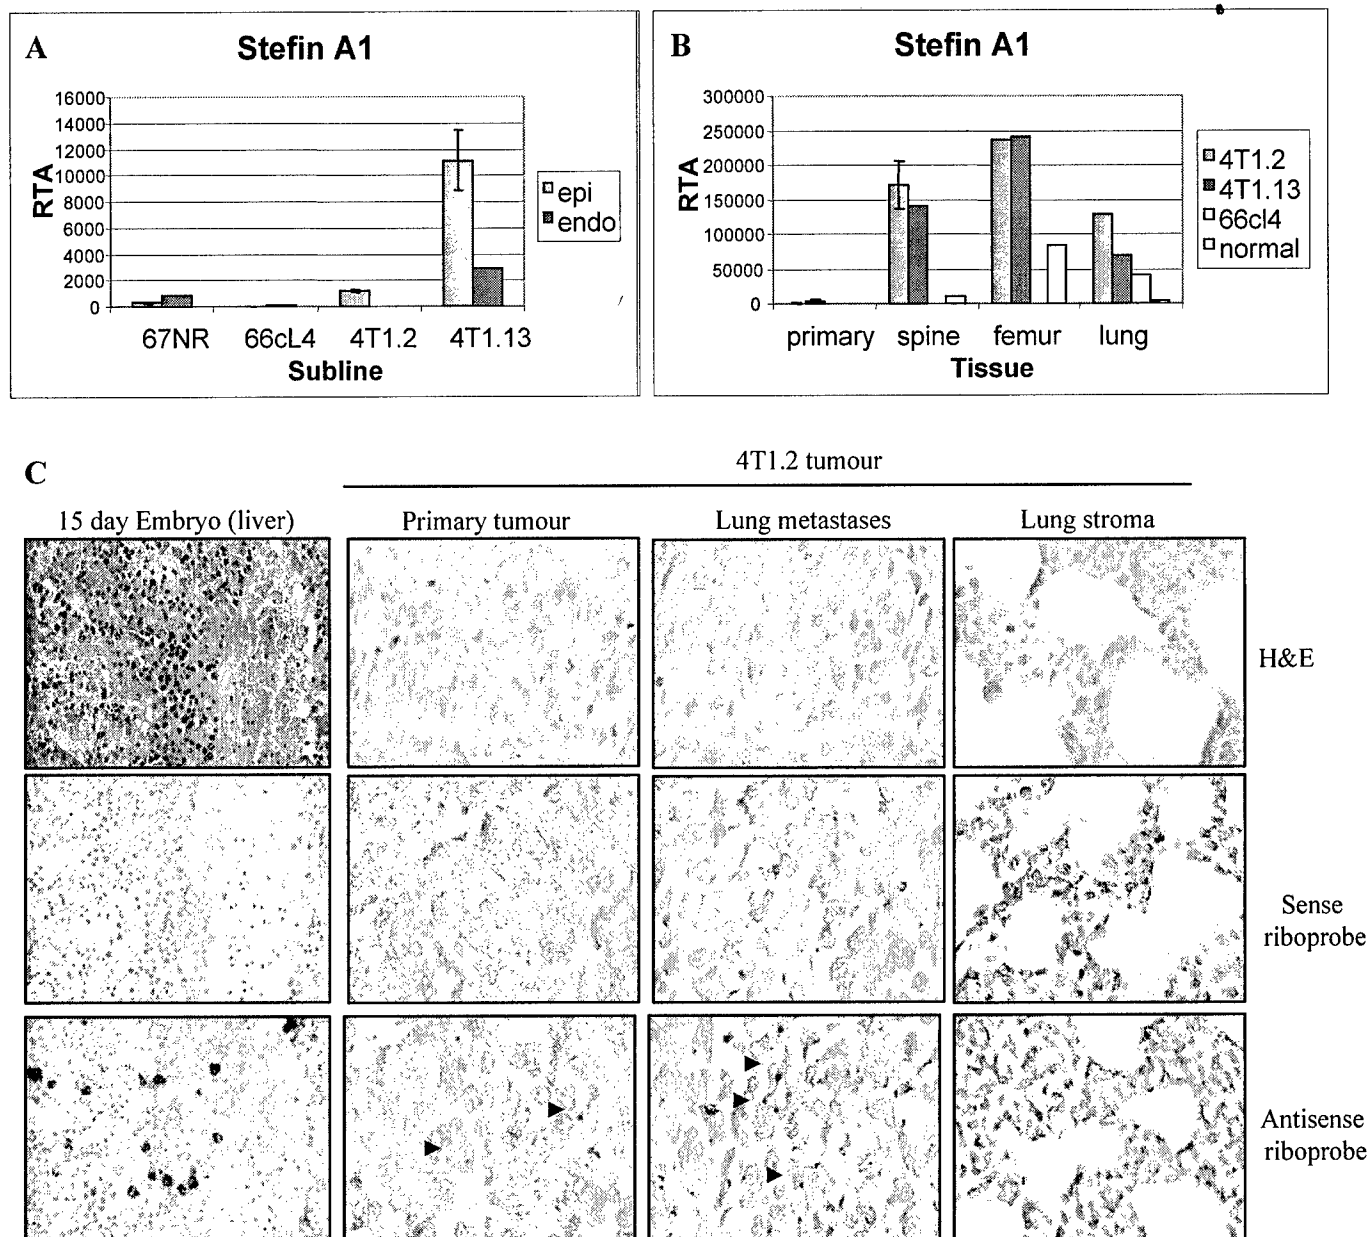 A
Stefin A1
16000
14000
12000
10000
8000
6000
4000
2000
0
RTA
67NR 66cL4 4T1.2 4T1.13
Subline
epi
endo
B
Stefin A1
300000
250000
200000
150000
100000
50000
0
RTA
primary spine femur lung
Tissue
4T1.2
4T1.13
66cl4
normal
C
4T1.2 tumour
15 day Embryo (liver) Primary tumour Lung metastases Lung stroma
H&E
Sense
riboprobe
Antisense
riboprobe